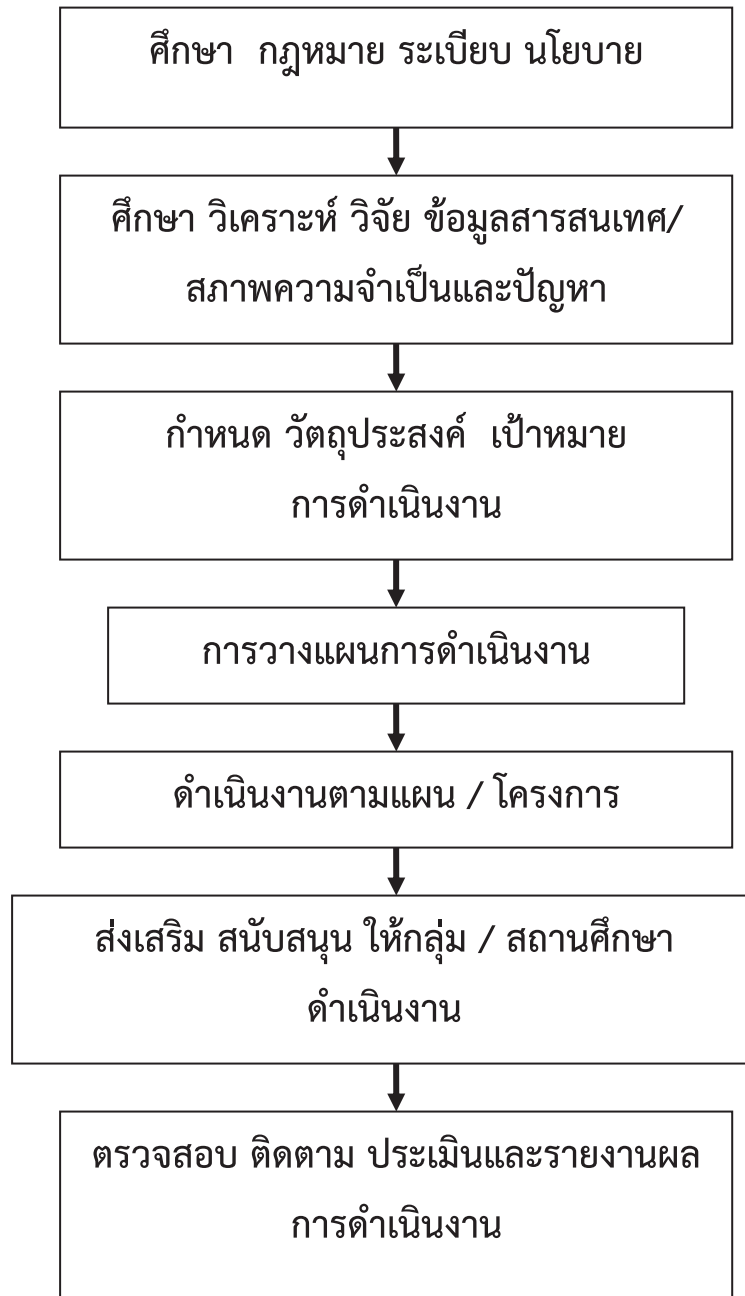 ศึกษา กฎหมาย ระเบียบ นโยบาย
ศึกษา วิเคราะห์ วิจัย ข้อมูลสารสนเทศ/
สภาพความจำเป็นและปัญหา
กำหนด วัตถุประสงค์ เป้าหมาย
การดำเนินงาน
การวางแผนการดำเนินงาน
ดำเนินงานตามแผน / โครงการ
ส่งเสริม สนับสนุน ให้กลุ่ม / สถานศึกษา
ดำเนินงาน
ตรวจสอบ ติดตาม ประเมินและรายงานผล
การดำเนินงาน